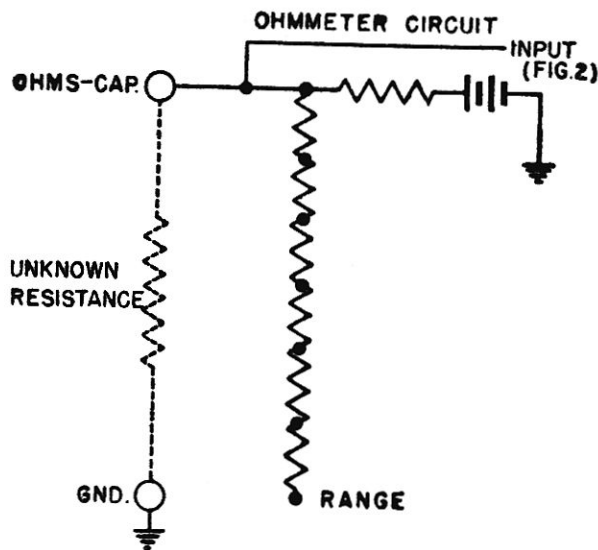 OHMMETER CIRCUIT
INPUT
(FIG.2)
OHMS-CAP.
UNKNOWN
RESISTANCE
GND.
RANGE